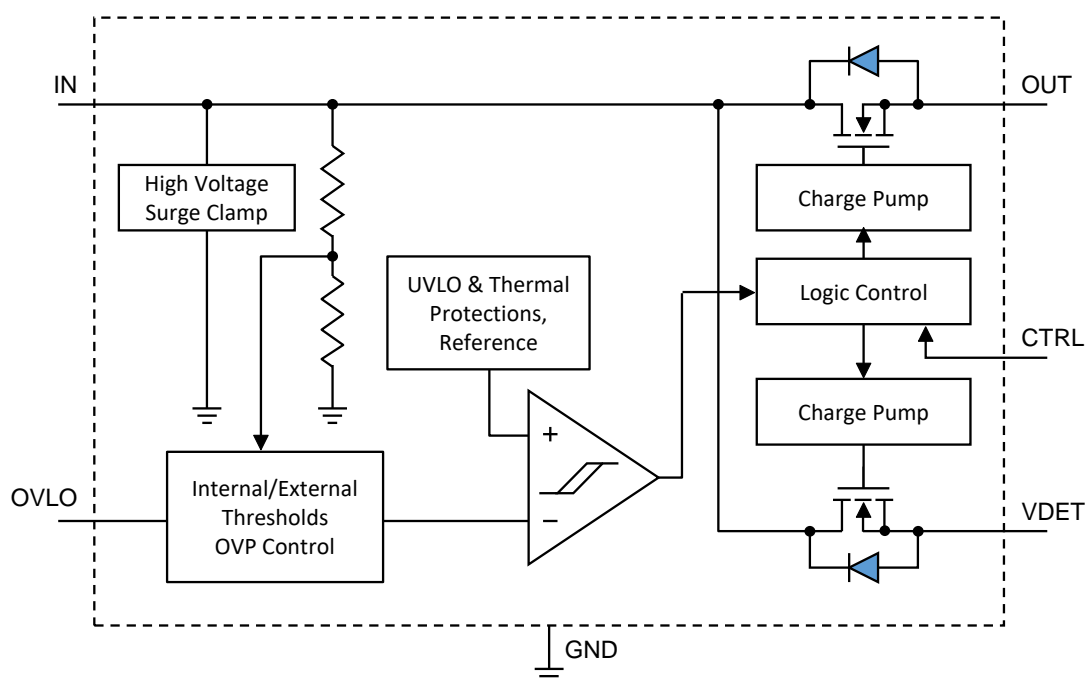 IN
OUT
High Voltage
Surge Clamp
Charge Pump
UVLO & Thermal
Protections,
Reference
Logic Control
CTRL
Charge Pump
+
OVLO
Internal/External
Thresholds
OVP Control
−
VDET
GND